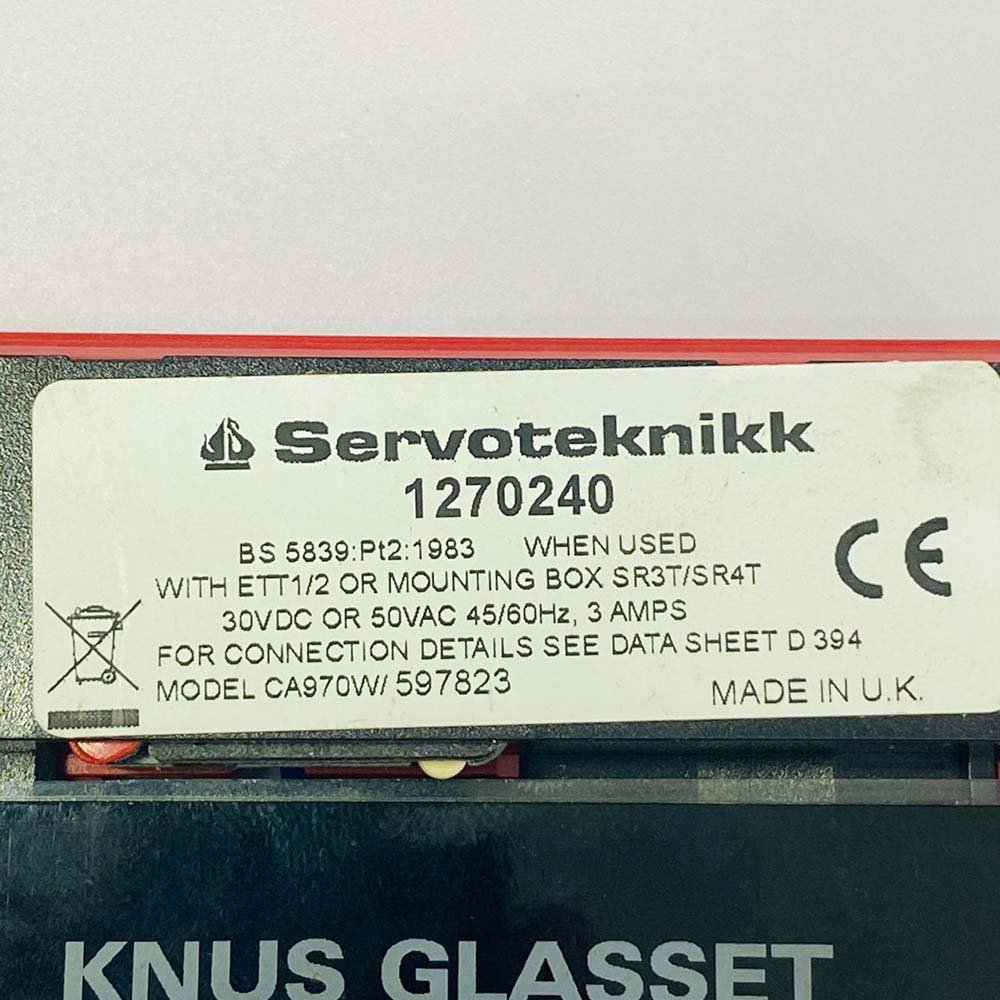 Servoteknikk
1270240
BS 5839:Pt2:1983 WHEN USED
WITH ETT1/2 OR MOUNTING BOX SR3T/SR4T
30VDC OR 50VAC 45/60Hz, 3 AMPS
FOR CONNECTION DETAILS SEE DATA SHEET D 394
MODEL CA970W/ 597823 MADE IN U.K.
CE
KNUS GLASSET